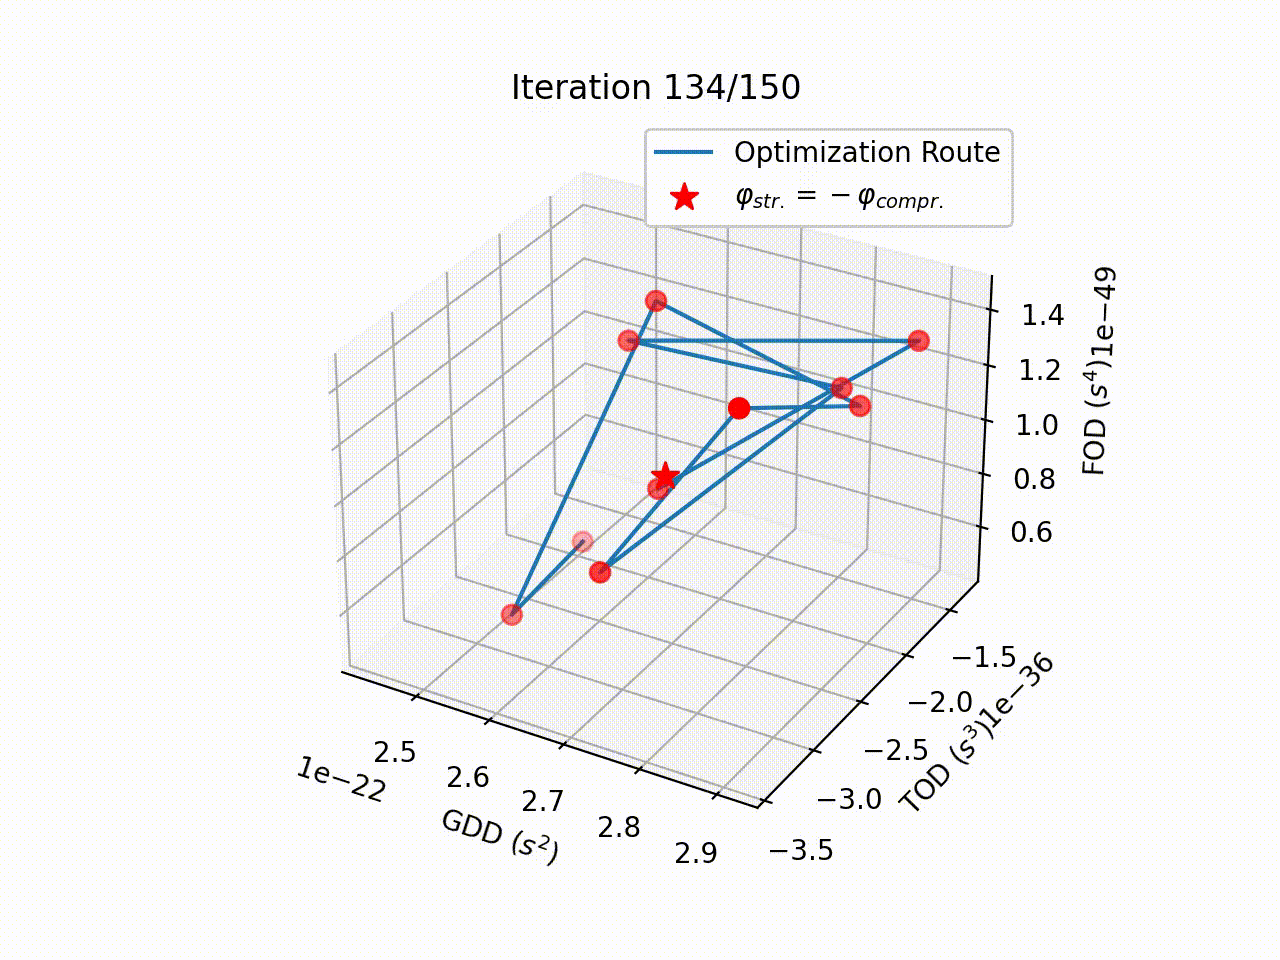 Iteration 134/150
Optimization Route
φstr. = − φcompr.
1.4
1.2
1.0
0.8
0.6
FOD (s⁴)1e−49
−1.5
−2.0
−2.5
−3.0
−3.5
TOD (s³)1e−36
2.5
2.6
2.7
2.8
2.9
1e−22
GDD (s²)